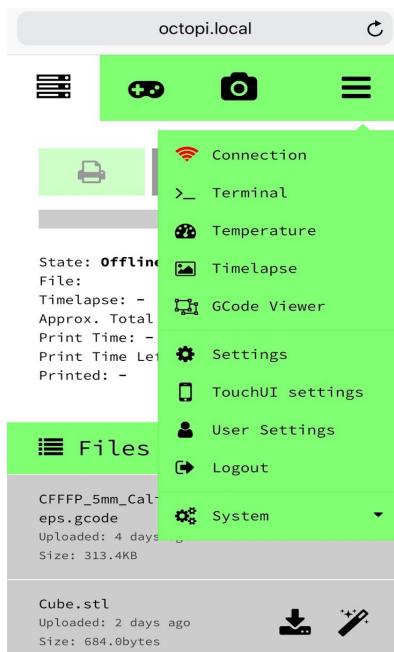 octopi.local
Connection
>_ Terminal
Temperature
Timelapse
GCode Viewer
Settings
TouchUI settings
User Settings
Logout
System
State: Offline
File:
Timelapse: -
Approx. Total
Print Time: -
Print Time
Printed: -
Files
eps.gcode
Uploaded: 4 days
Size: 313.4KB
Cube.stl
Uploaded: 2 days ago
Size: 684.0bytes